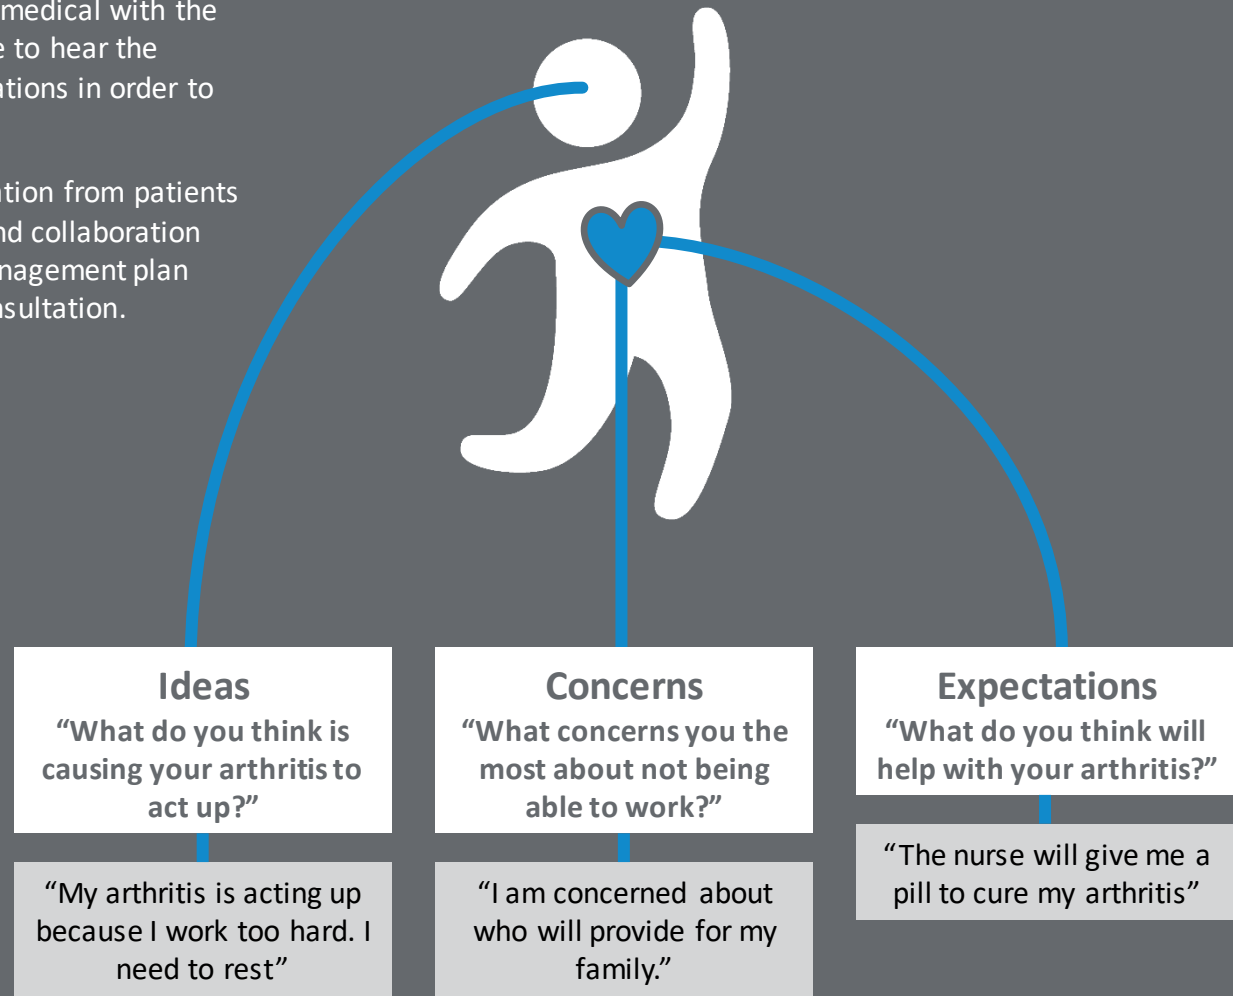 medical with the
to hear the
in order to
from patients
collaboration
plan
Ideas
“What do you think is
causing your arthritis to
act up?”
“My arthritis is acting up
because I work too hard. I
need to rest”
Concerns
“What concerns you the
most about not being
able to work?”
“I am concerned about
who will provide for my
family.”
Expectations
“What do you think will
help with your arthritis?”
“The nurse will give me a
pill to cure my arthritis”